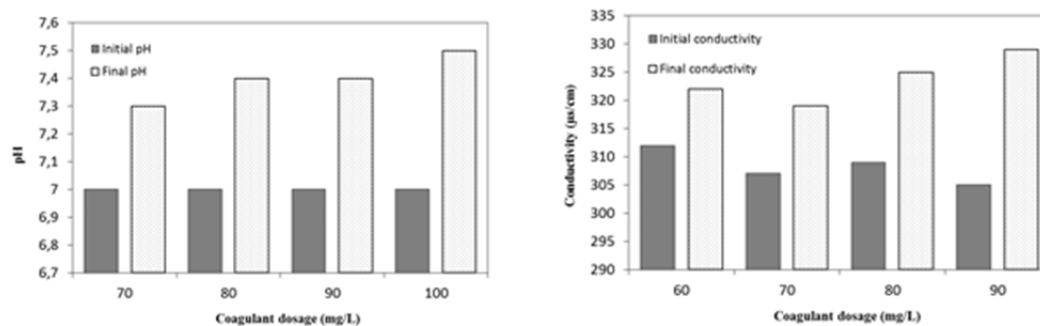 7,6
7,5
7,4
7,3
7,2
7,1
7
6,9
6,8
6,7
pH
Initial pH
Final pH
70 80 90 100
Coagulant dosage (mg/L)
335
330
325
320
315
310
305
300
295
290
Conductivity (µs/cm)
Initial conductivity
Final conductivity
60 70 80 90
Coagulant dosage (mg/L)